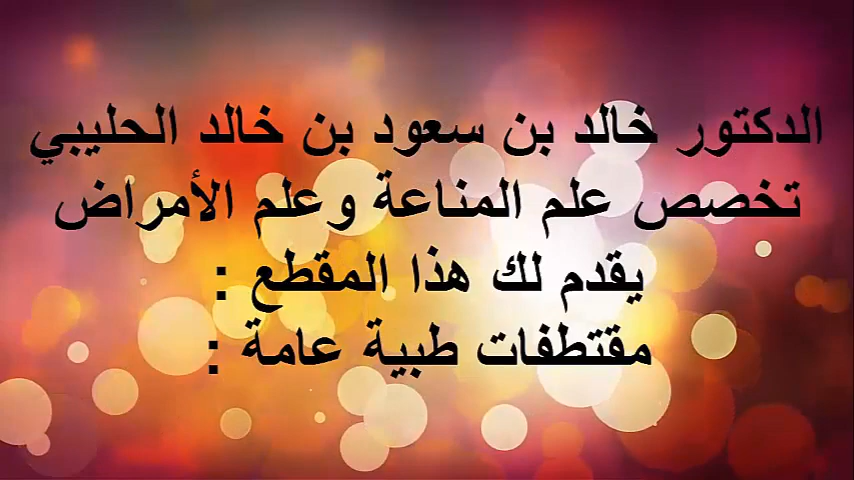 الدكتور خالد بن سعود بن خالد الحليبي
تخصص علم المناعة وعلم الأمراض
يقدم لك هذا المقطع :
مقتطفات طبية عامة :